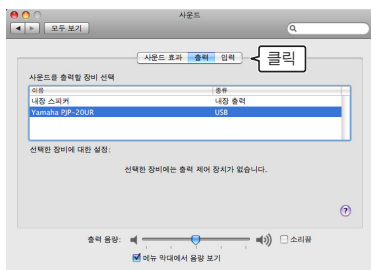 사운드
모두 보기
사운드 효과 출력 입력
클릭
사운드를 출력할 장비 선택
이름 종류
내장 스피커 내장 출력
Yamaha PJP-20UR USB
선택한 장비에 대한 설정:
선택한 장비에는 출력 제어 장치가 없습니다.
?
출력 음량: 소리끔
메뉴 막대에서 음량 보기